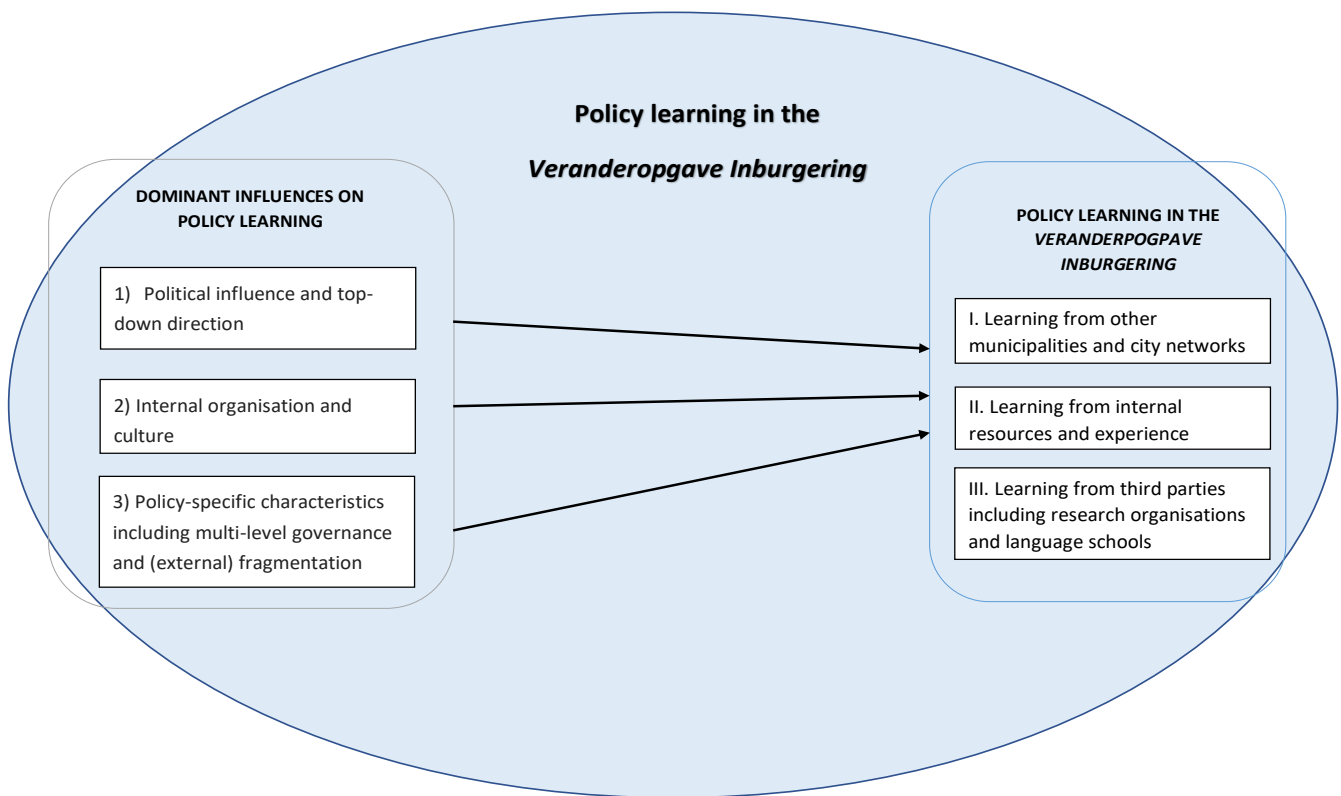 Policy learning in the
Veranderopgave Inburgering
DOMINANT INFLUENCES ON
POLICY LEARNING
1) Political influence and top-
down direction
2) Internal organisation and
culture
3) Policy-specific characteristics
including multi-level governance
and (external) fragmentation
POLICY LEARNING IN THE
VERANDERPOGPAVE
INBURGERING
I. Learning from other
municipalities and city networks
II. Learning from internal
resources and experience
III. Learning from third parties
including research organisations
and language schools